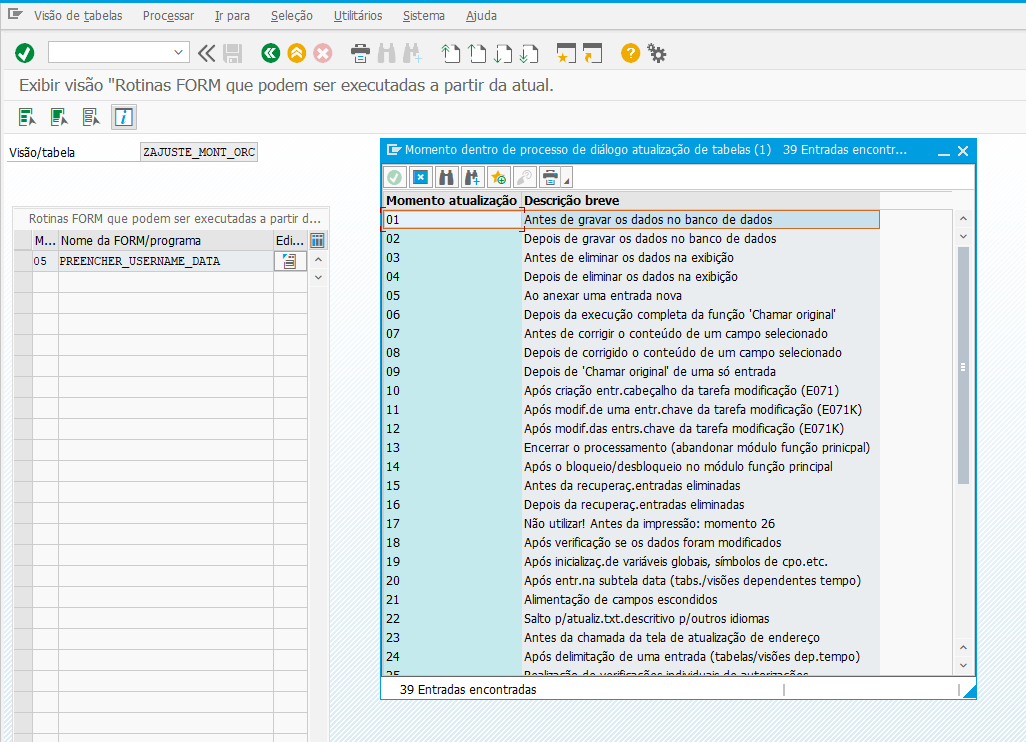 Visão de tabelas Processar Ir para Seleção Utilitários Sistema Ajuda
Exibir visão "Rotinas FORM que podem ser executadas a partir da atual.
Visão/tabela ZAJUSTE_MONT_ORC
Rotinas FORM que podem ser executadas a partir d...
M... Nome da FORM/programa Edi...
05 PREENCHER_USERNAME_DATA
Momento dentro de processo de diálogo atualização de tabelas (1) 39 Entradas encontr...
Momento atualização Descrição breve
01 Antes de gravar os dados no banco de dados
02 Depois de gravar os dados no banco de dados
03 Antes de eliminar os dados na exibição
04 Depois de eliminar os dados na exibição
05 Ao anexar uma entrada nova
06 Depois da execução completa da função 'Chamar original'
07 Antes de corrigir o conteúdo de um campo selecionado
08 Depois de corrigido o conteúdo de um campo selecionado
09 Depois de 'Chamar original' de uma só entrada
10 Após criação entr.cabeçalho da tarefa modificação (E071)
11 Após modif.de uma entr.chave da tarefa modificação (E071K)
12 Após modif.das entrs.chave da tarefa modificação (E071K)
13 Encerrar o processamento (abandonar módulo função prinicpal)
14 Após o bloqueio/desbloqueio no módulo função principal
15 Antes da recuperaç.entradas eliminadas
16 Depois da recuperaç.entradas eliminadas
17 Não utilizar! Antes da impressão: momento 26
18 Após verificação se os dados foram modificados
19 Após inicializaç.de variáveis globais, símbolos de cpo.etc.
20 Após entr.na subtela data (tabs./visões dependentes tempo)
21 Alimentação de campos escondidos
22 Salto p/atualiz.txt.descritivo p/outros idiomas
23 Antes da chamada da tela de atualização de endereço
24 Após delimitação de uma entrada (tabelas/visões dep.tempo)
25 Realização de verificações individuais de autorizações
39 Entradas encontradas